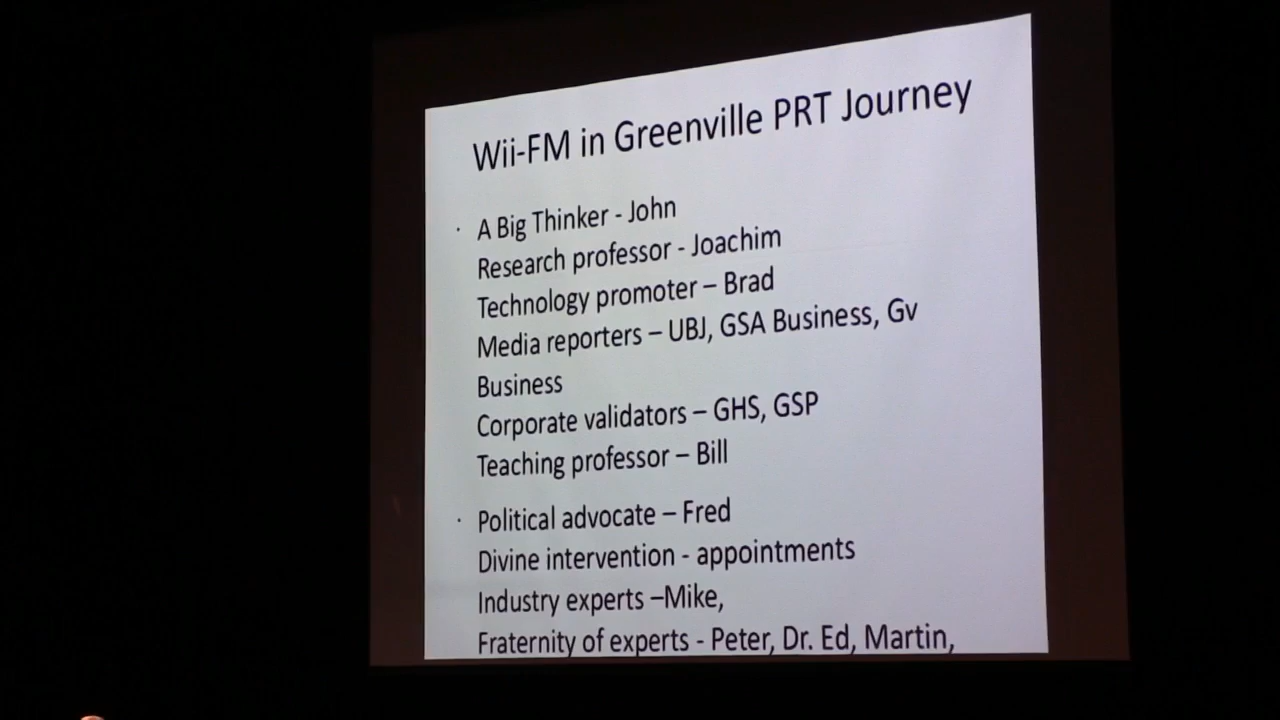 Wii-FM in Greenville PRT Journey
· A Big Thinker - John
Research professor - Joachim
Technology promoter – Brad
Media reporters – UBJ, GSA Business, Gv
Business
Corporate validators – GHS, GSP
Teaching professor – Bill
· Political advocate – Fred
Divine intervention - appointments
Industry experts –Mike,
Fraternity of experts - Peter, Dr. Ed, Martin,